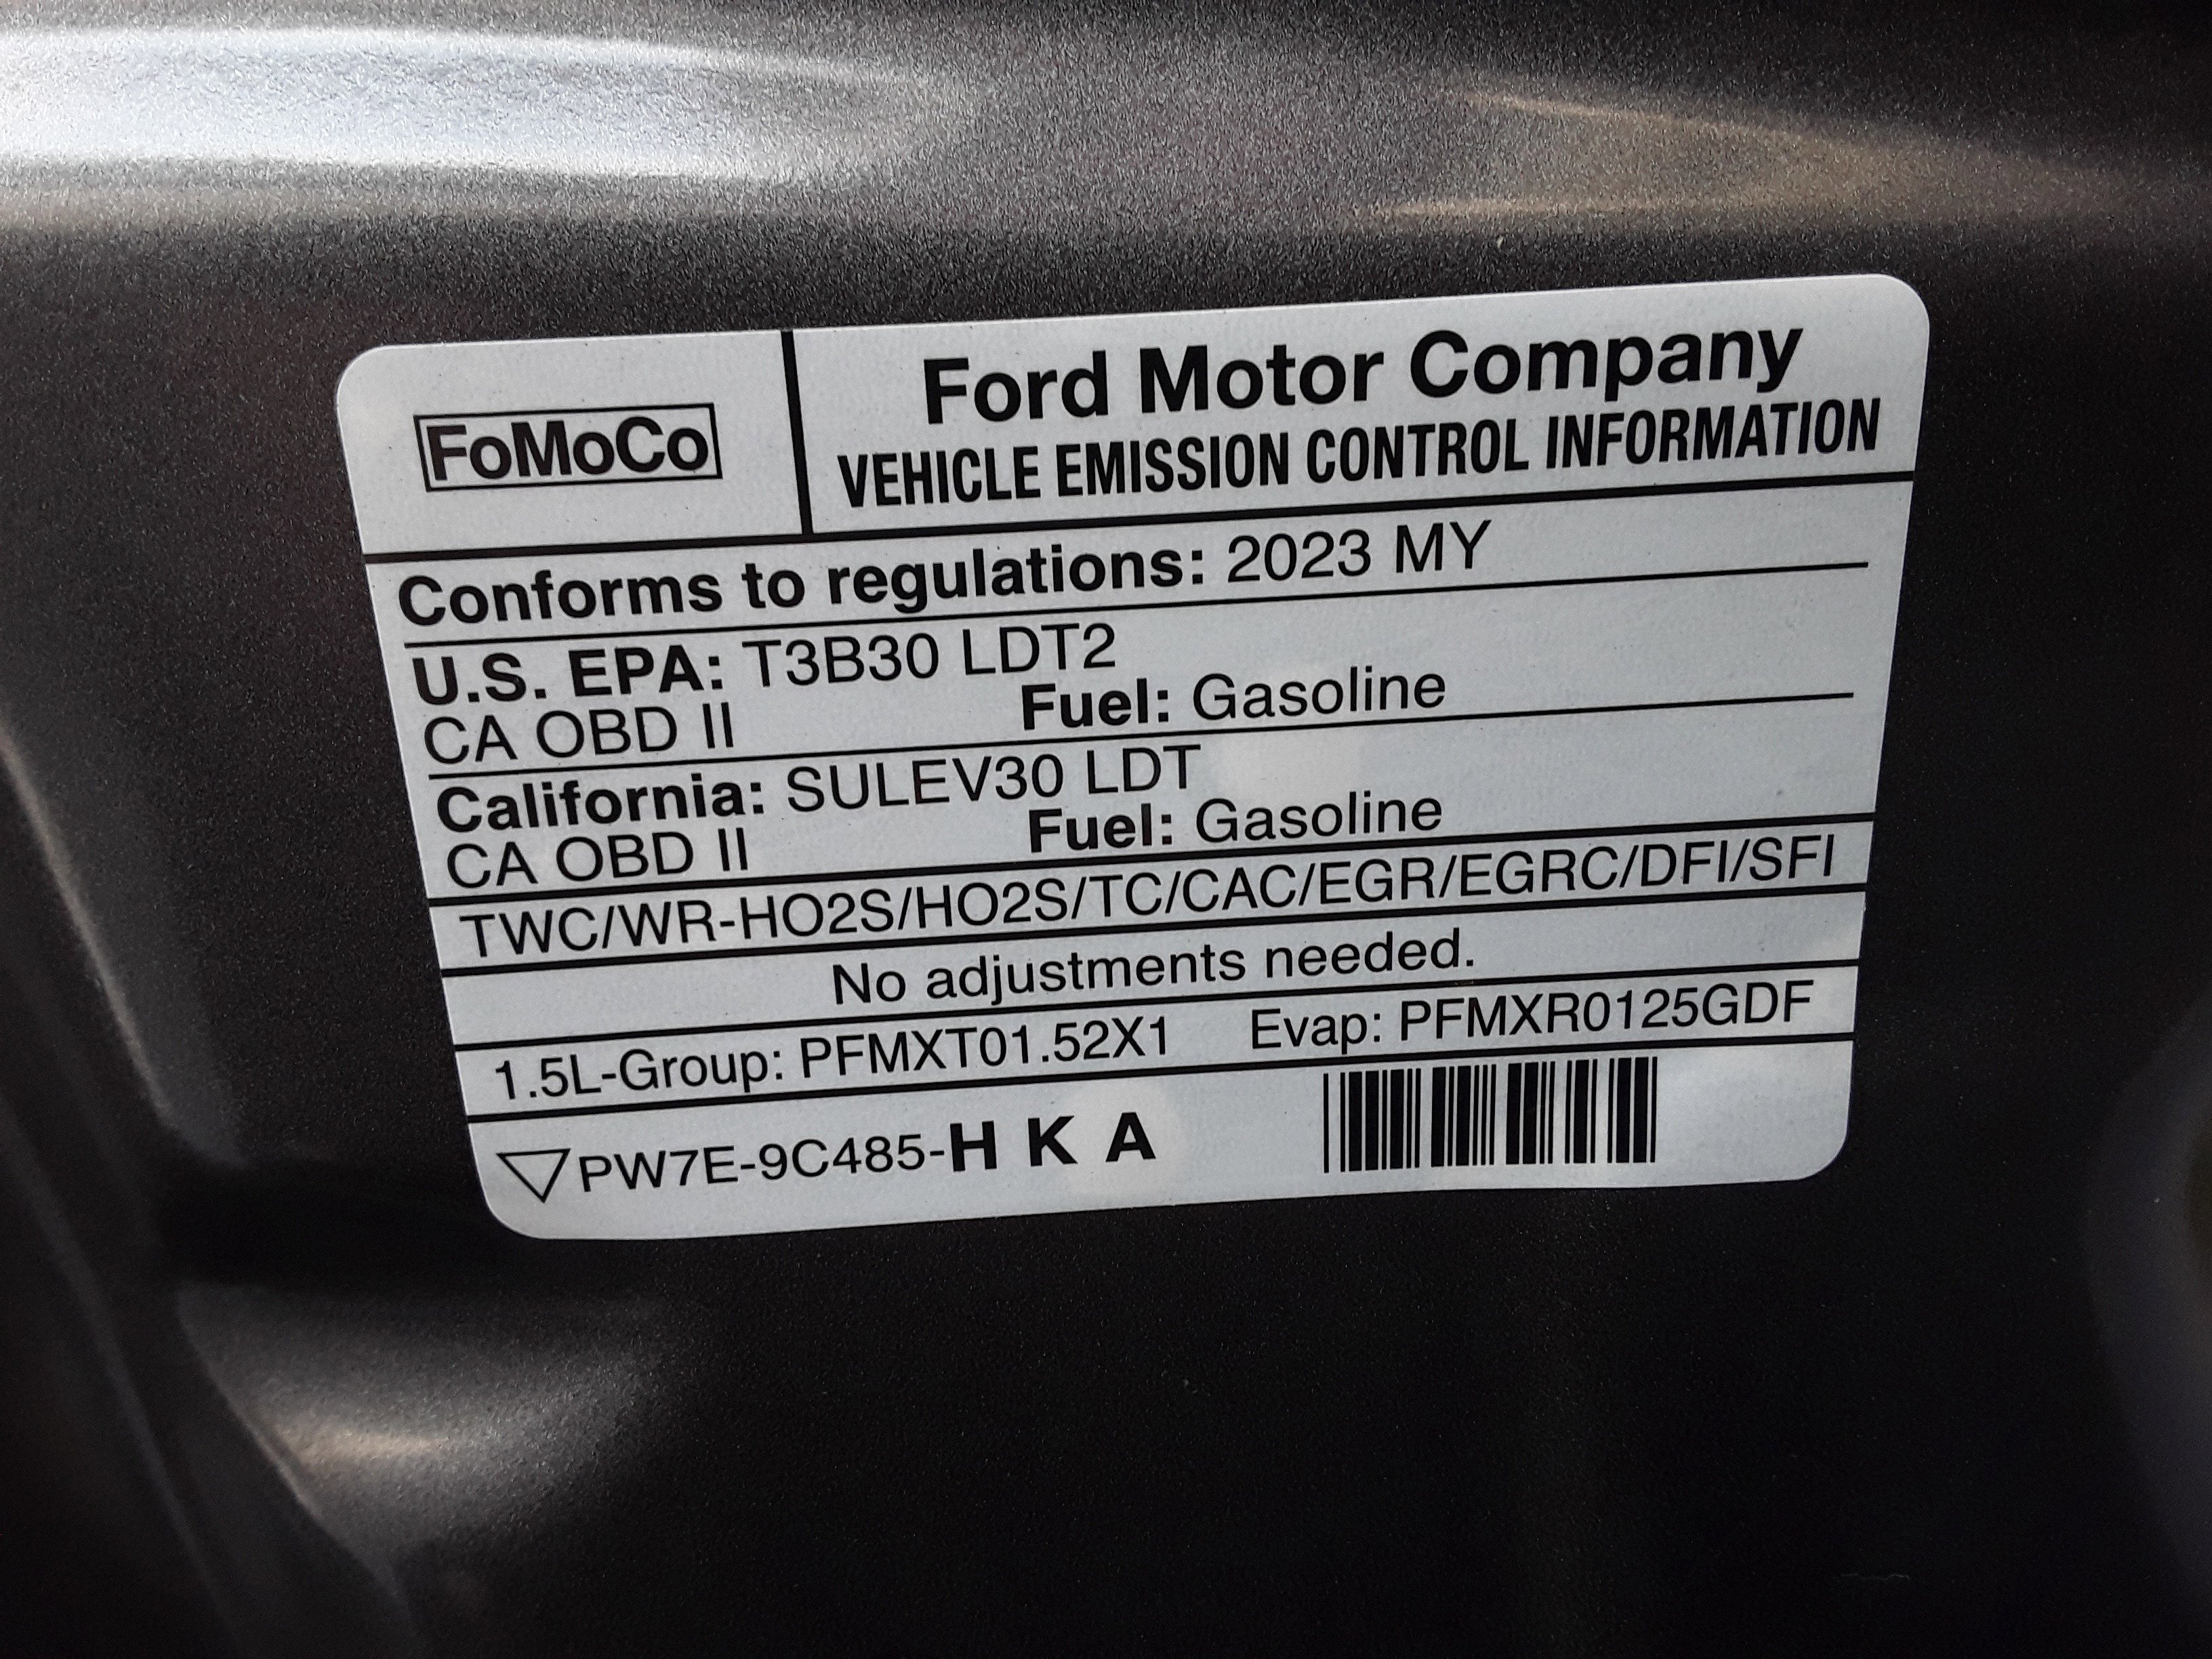 FoMoCo
Ford Motor Company
VEHICLE EMISSION CONTROL INFORMATION
Conforms to regulations: 2023 MY
U.S. EPA: T3B30 LDT2
CA OBD II Fuel: Gasoline
California: SULEV30 LDT
CA OBD II Fuel: Gasoline
TWC/WR-HO2S/HO2S/TC/CAC/EGR/EGRC/DFI/SFI
No adjustments needed.
1.5L-Group: PFMXT01.52X1 Evap: PFMXR0125GDF
PW7E-9C485-H K A